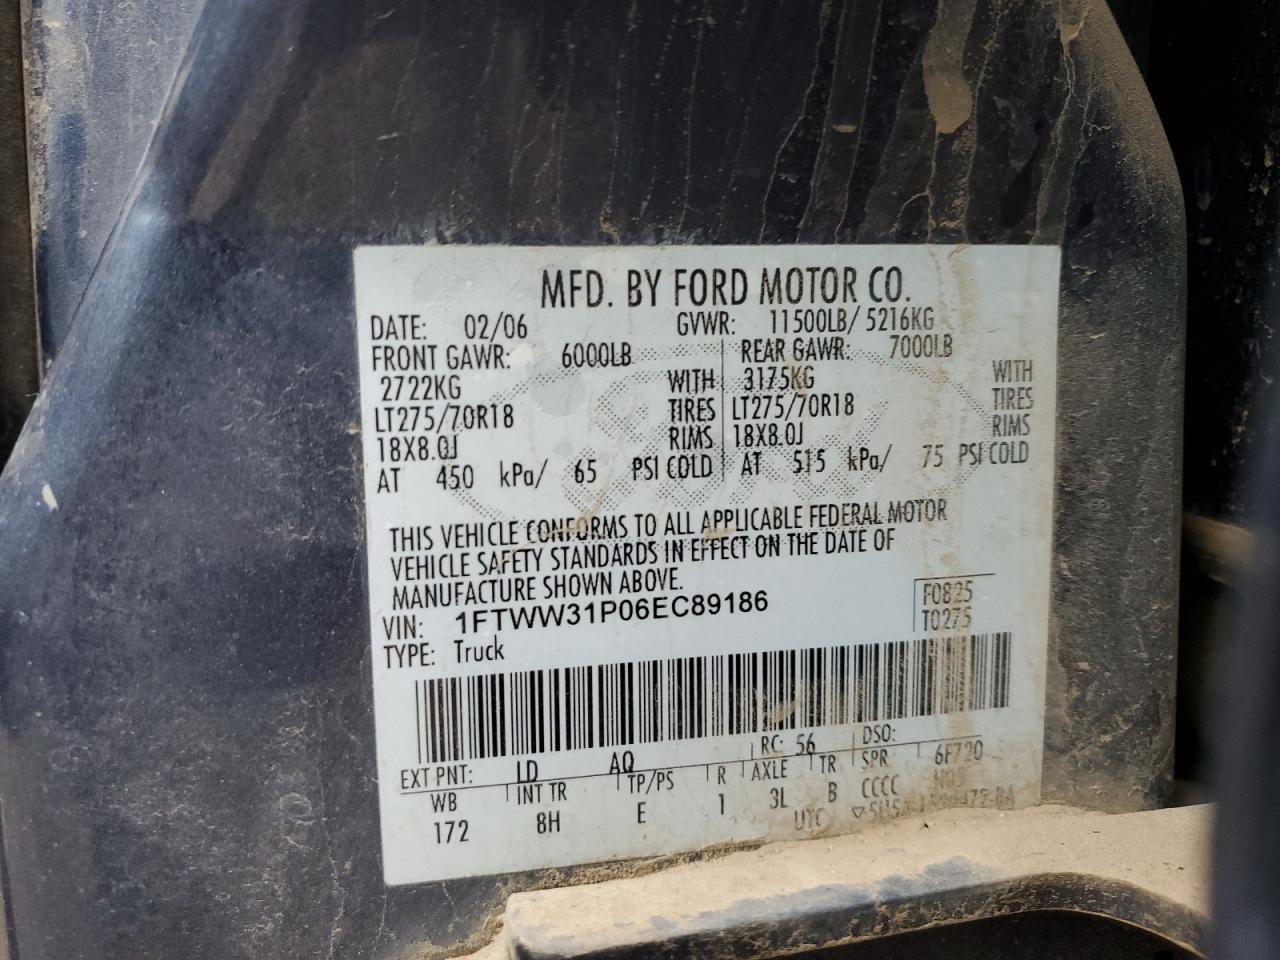 MFD. BY FORD MOTOR CO.
DATE: 02/06 GVWR: 11500LB/ 5216KG
FRONT GAWR: 6000LB REAR GAWR: 7000LB
2722KG WITH 3175KG WITH
LT275/70R18 TIRES LT275/70R18 TIRES
18X8.0J RIMS 18X8.0J RIMS
AT 450 kPa/ 65 PSI COLD AT 515 kPa/ 75 PSI COLD
THIS VEHICLE CONFORMS TO ALL APPLICABLE FEDERAL MOTOR
VEHICLE SAFETY STANDARDS IN EFFECT ON THE DATE OF
MANUFACTURE SHOWN ABOVE.
VIN: 1FTWW31P06EC89186 F0825
TYPE: Truck T0275
EXT PNT: LD AQ RC: 56 DSO:
WB INT TR TP/PS R AXLE TR SPR 6F720
172 8H E 1 3L B CCCC
UTC